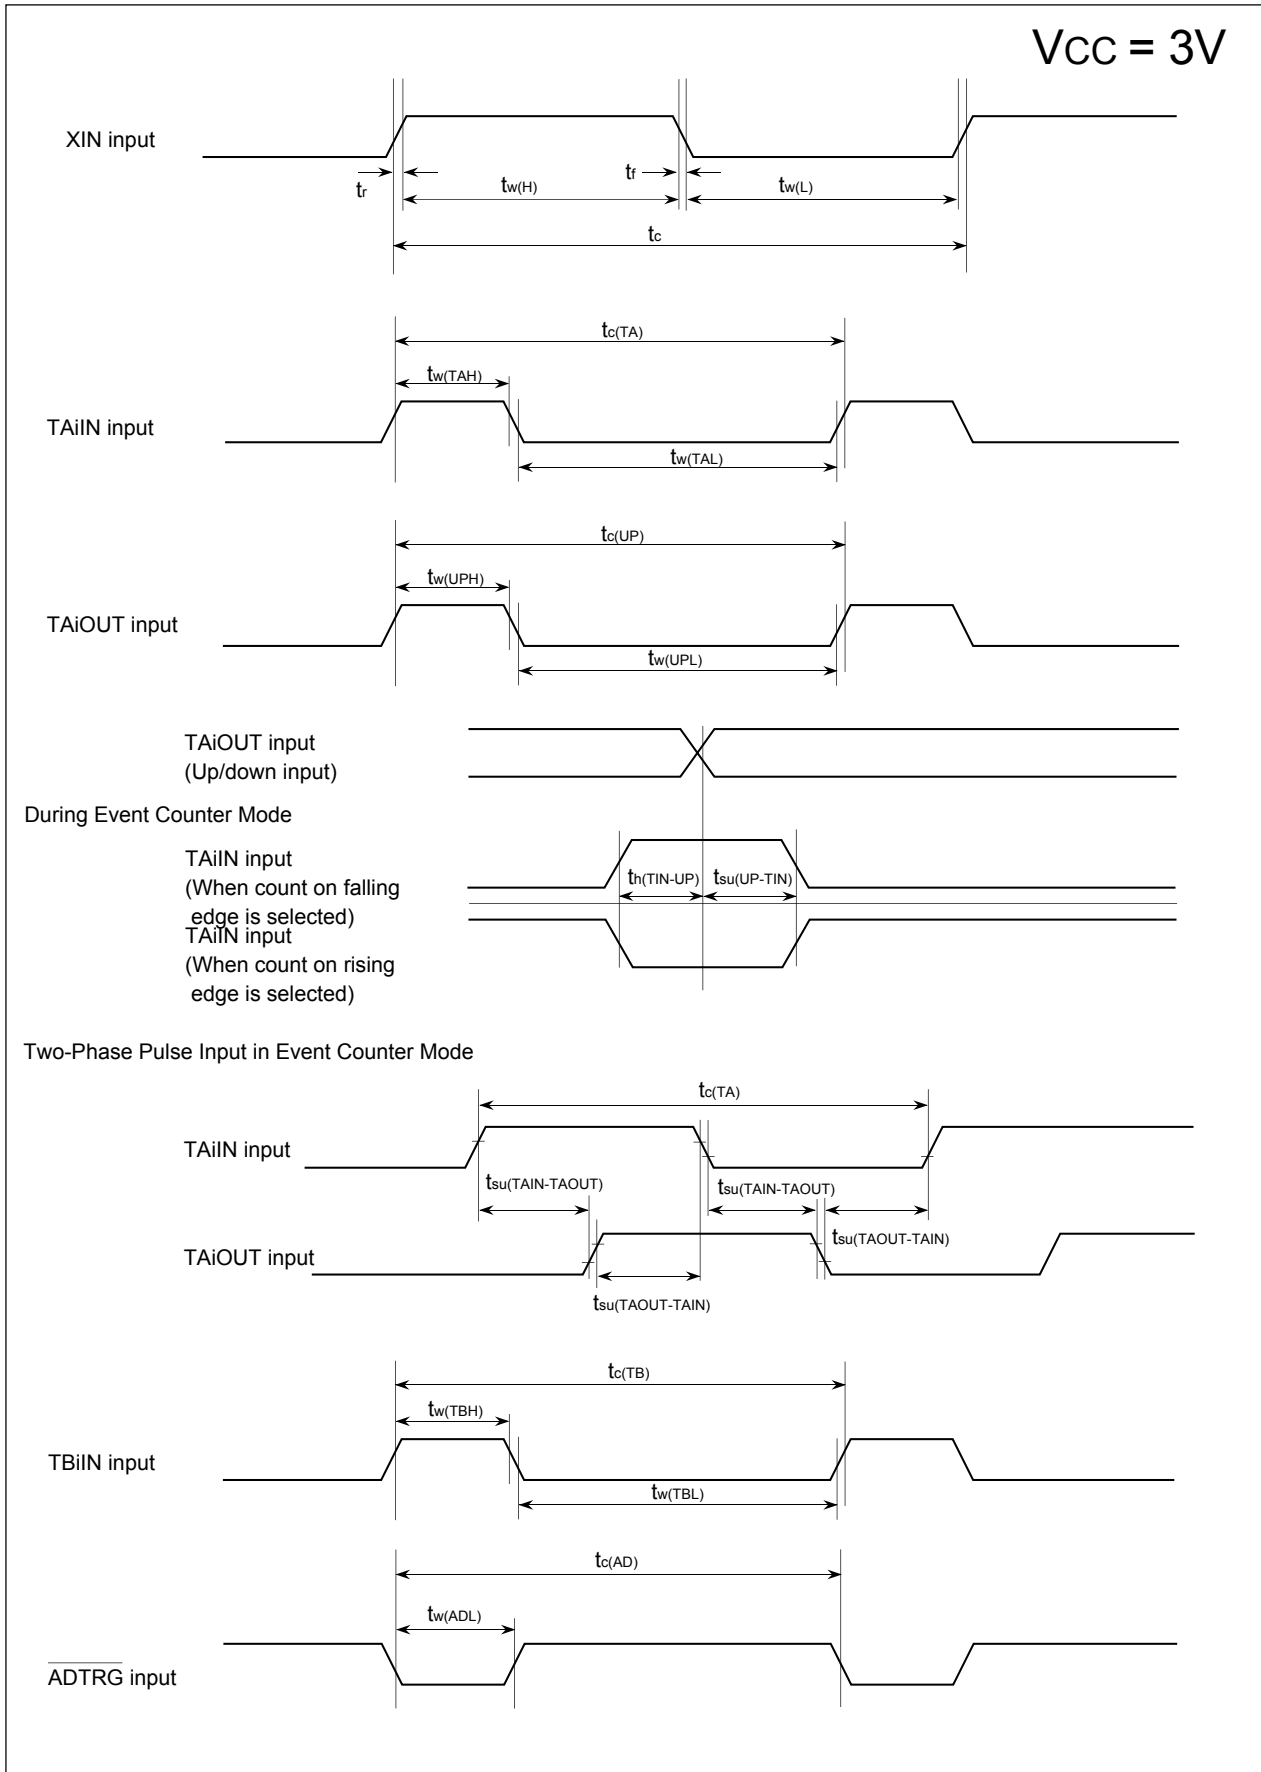 VCC = 3V
XIN input
tr
tw(H)
tf
tw(L)
tc
tc(TA)
tw(TAH)
TAiIN input
tw(TAL)
tc(UP)
tw(UPH)
TAiOUT input
tw(UPL)
TAiOUT input
(Up/down input)
During Event Counter Mode
TAiIN input
(When count on falling
edge is selected)
th(TIN-UP)
tsu(UP-TIN)
TAiIN input
(When count on rising
edge is selected)
Two-Phase Pulse Input in Event Counter Mode
tc(TA)
TAiIN input
tsu(TAIN-TAOUT)
tsu(TAIN-TAOUT)
tsu(TAOUT-TAIN)
TAiOUT input
tsu(TAOUT-TAIN)
tc(TB)
tw(TBH)
TBiIN input
tw(TBL)
tc(AD)
tw(ADL)
ADTRG input